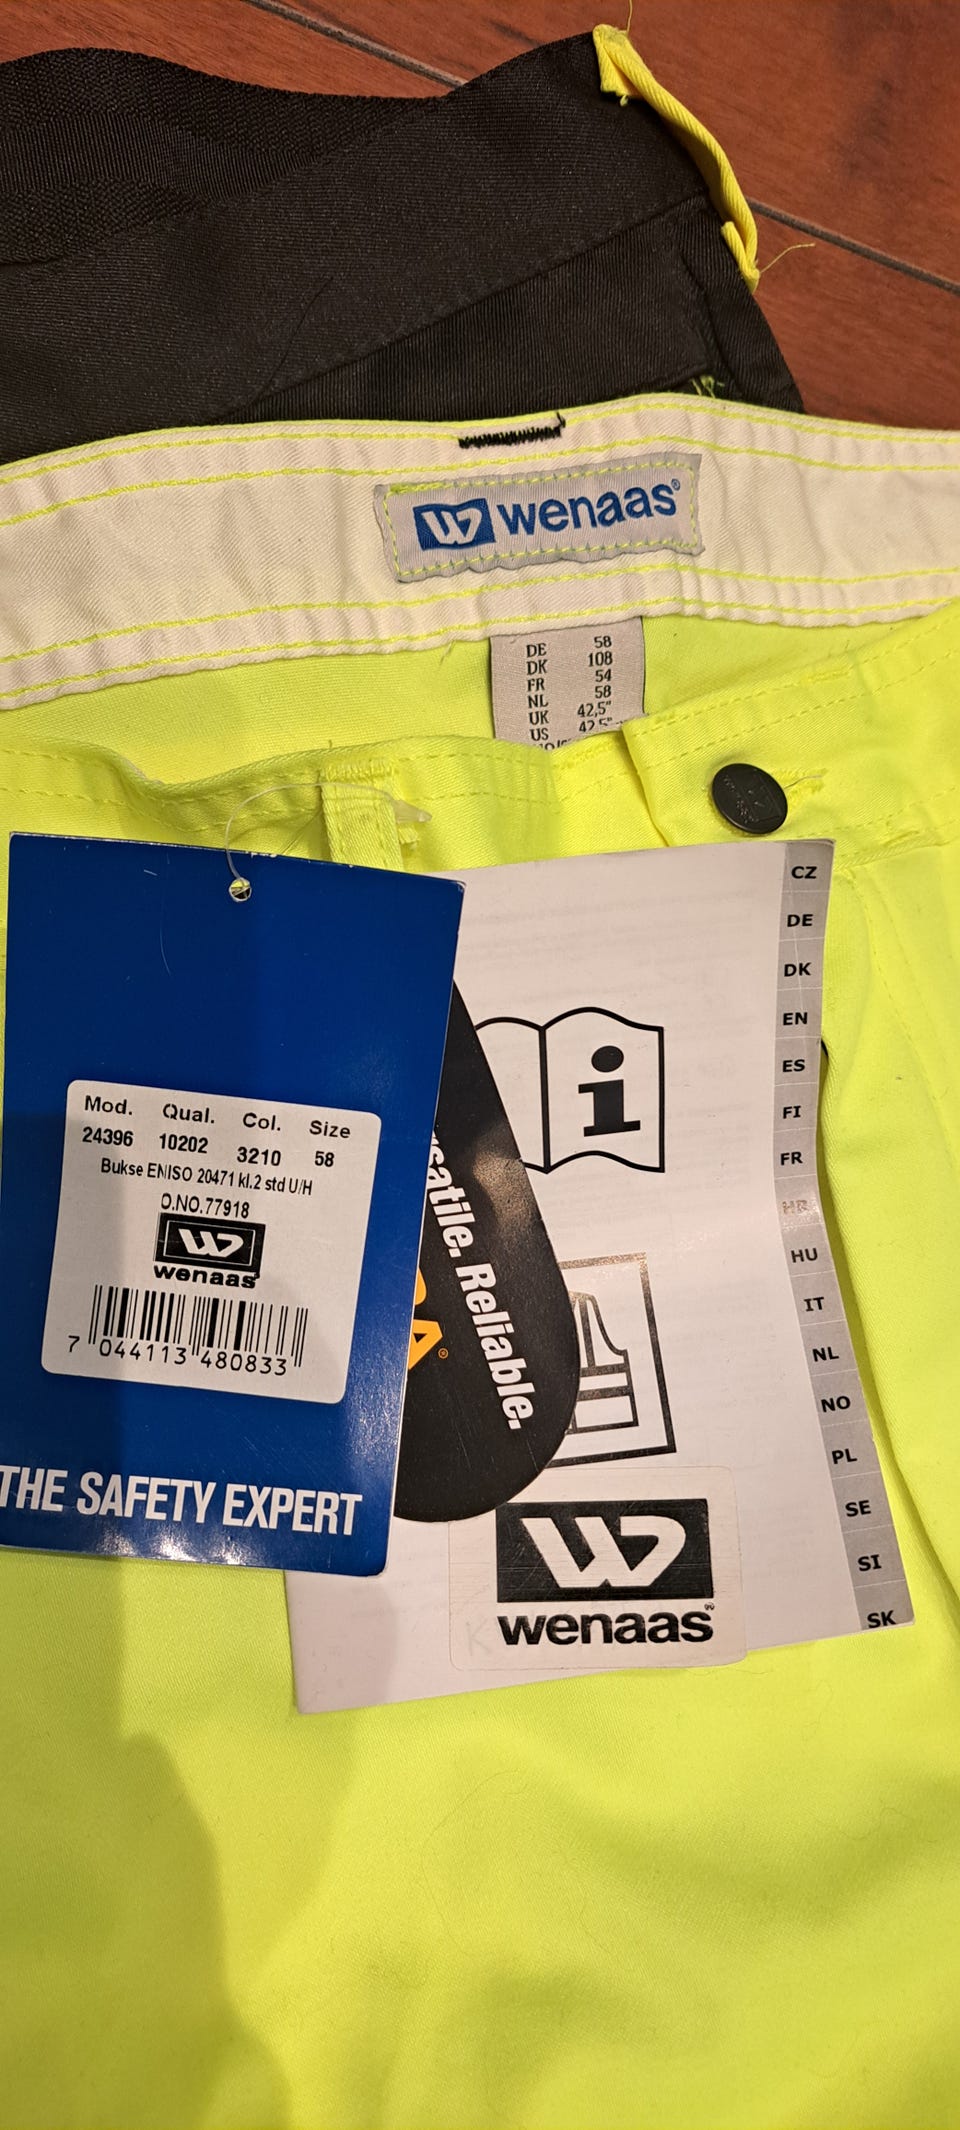 wenaas®
DE 58
DK 108
FR 54
NL 58
UK 42,5"
US 42,5"
CZ
DE
DK
EN
ES
FI
FR
HR
HU
IT
NL
NO
PL
SE
SI
SK
i
Mod. Qual. Col. Size
24396 10202 3210 58
Bukse ENISO 20471 kl.2 std U/H
O.NO.77918
wenaas
7 044113 480833
THE SAFETY EXPERT
Reliable.
wenaas®